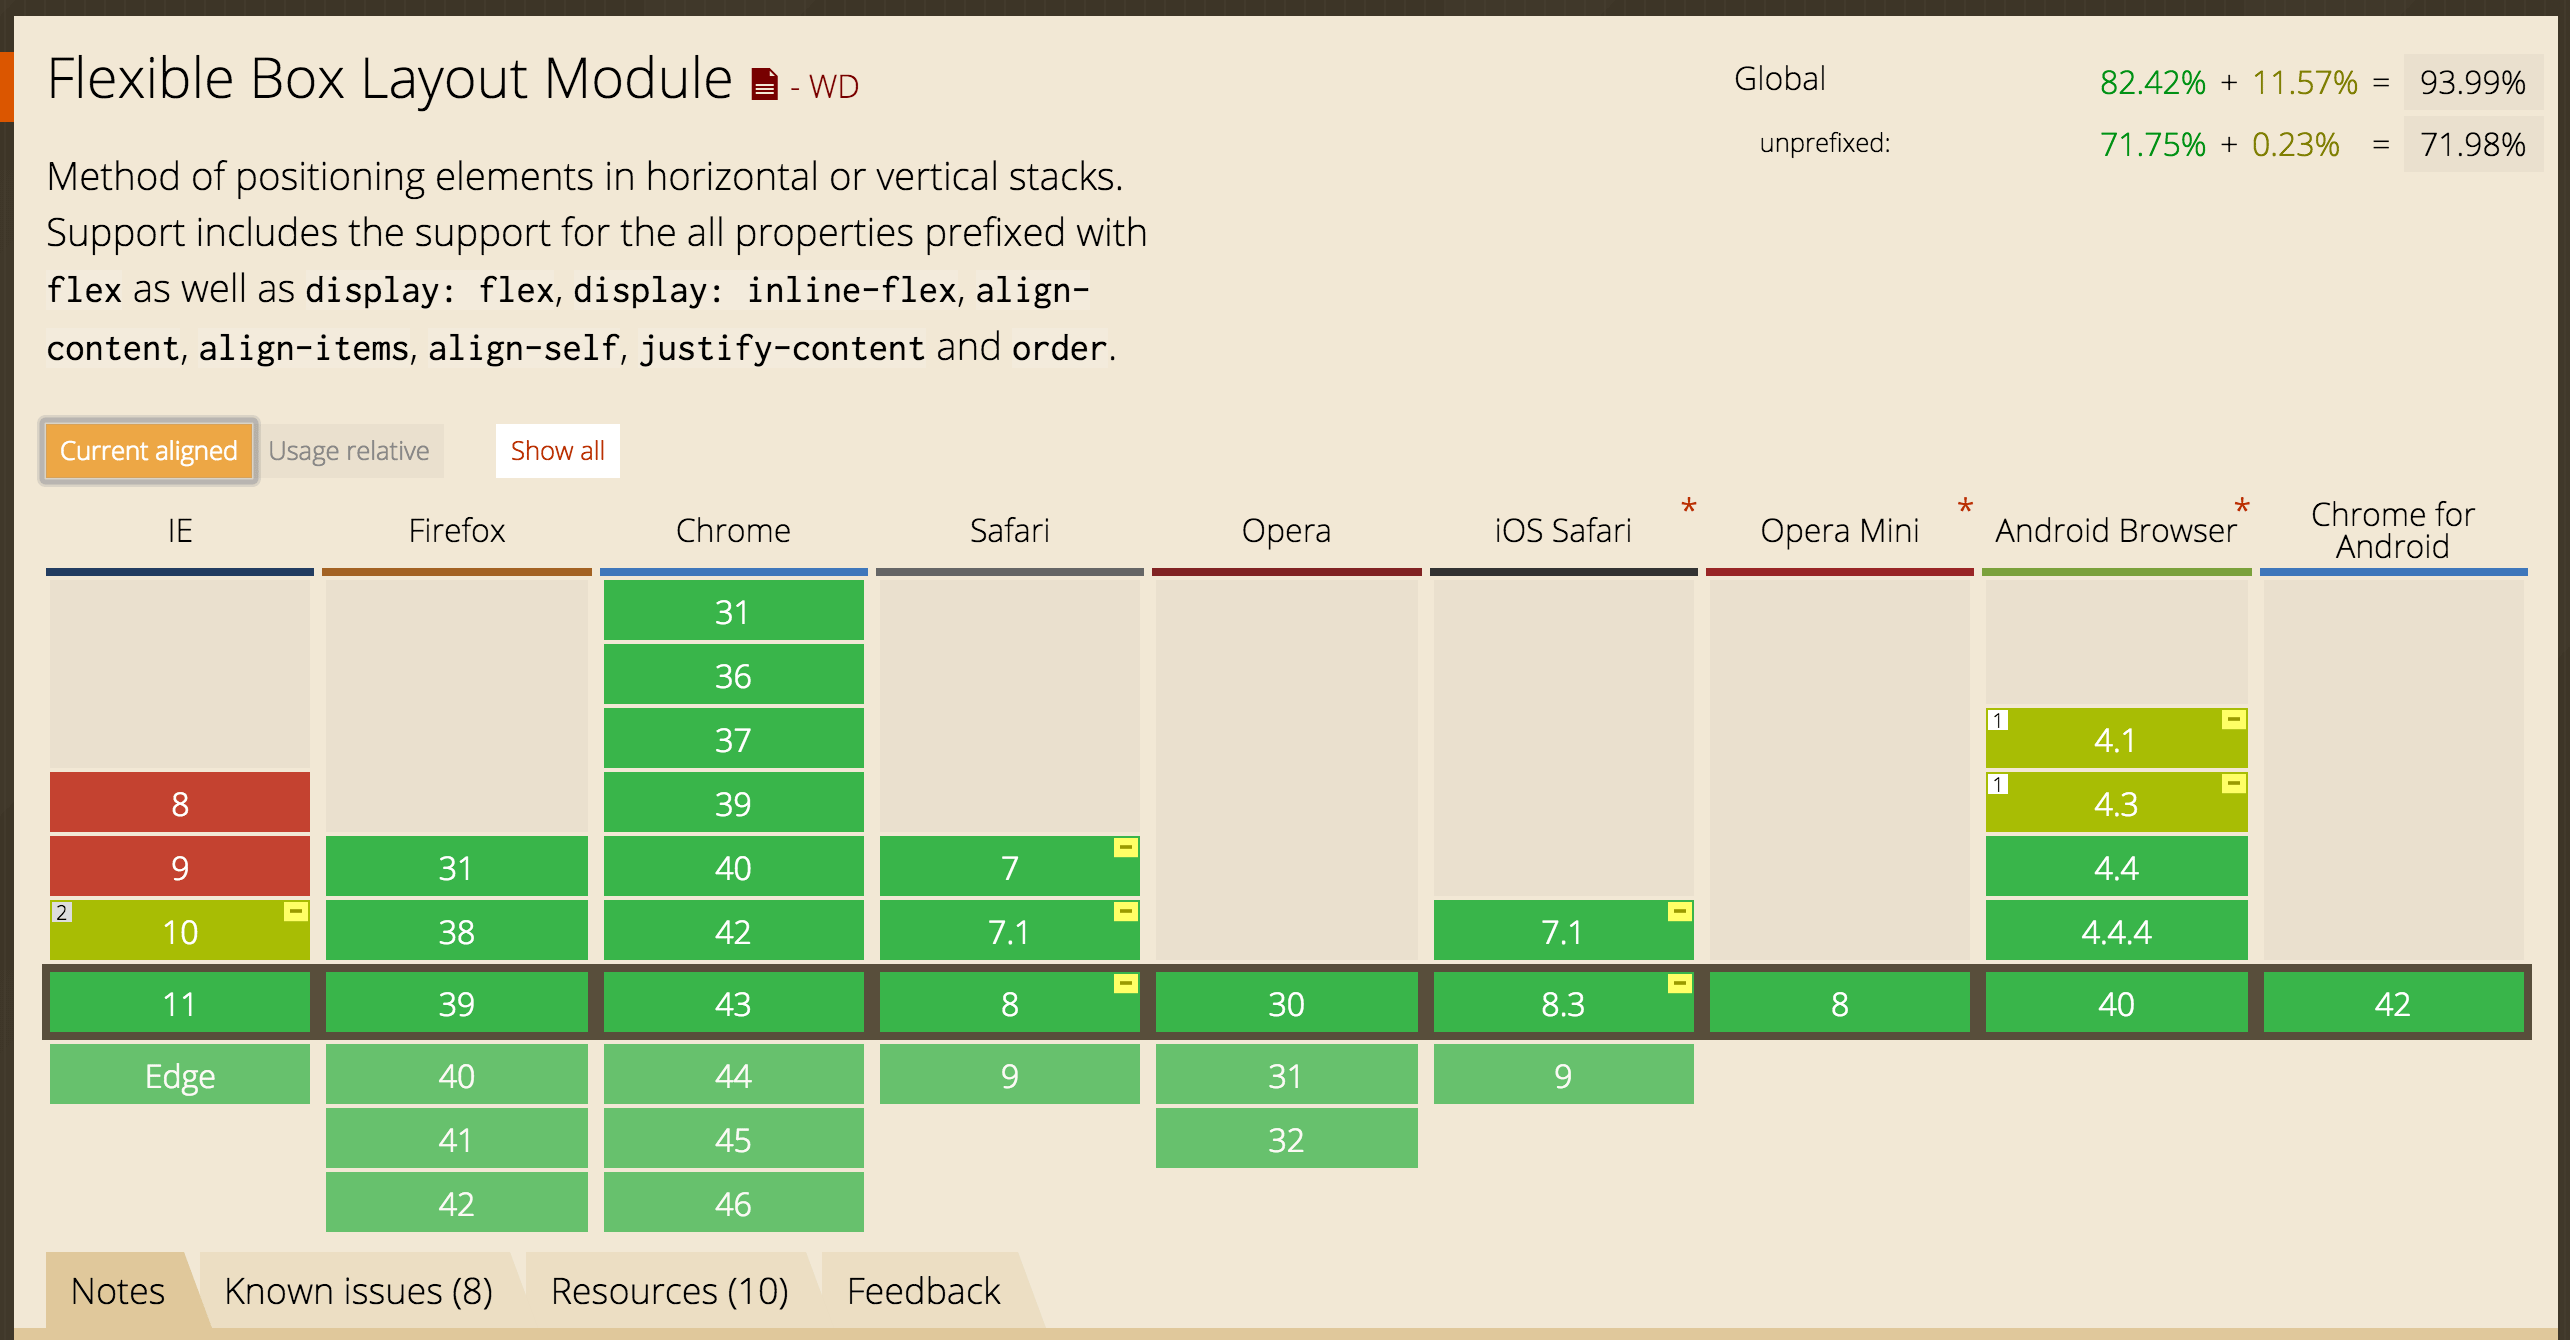 Flexible Box Layout Module - WD
Global 82.42% + 11.57% = 93.99%
unprefixed: 71.75% + 0.23% = 71.98%
Method of positioning elements in horizontal or vertical stacks.
Support includes the support for the all properties prefixed with
flex as well as display: flex, display: inline-flex, align-
content, align-items, align-self, justify-content and order.
Current aligned Usage relative Show all
IE Firefox Chrome Safari Opera iOS Safari * Opera Mini * Android Browser * Chrome for
Android
31
36
37 1 4.1 -
8 39 1 4.3 -
9 31 40 7 - 4.4
2 10 - 38 42 7.1 - 7.1 - 4.4.4
11 39 43 8 - 30 8.3 - 8 40 42
Edge 40 44 9 31 9
41 45 32
42 46
Notes Known issues (8) Resources (10) Feedback